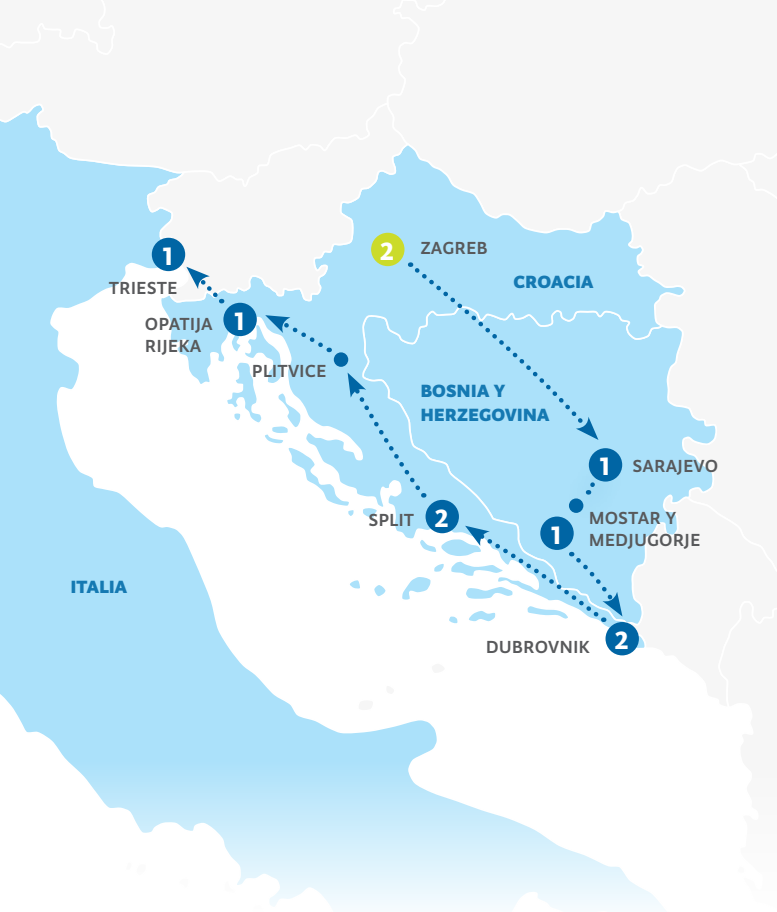 2
ZAGREB
CROACIA
1
TRIESTE
1
OPATIJA
RIJEKA
PLITVICE
BOSNIA Y
HERZEGOVINA
1
SARAJEVO
SPLIT
2
1
MOSTAR Y
MEDJUGORJE
ITALIA
DUBROVNIK
2